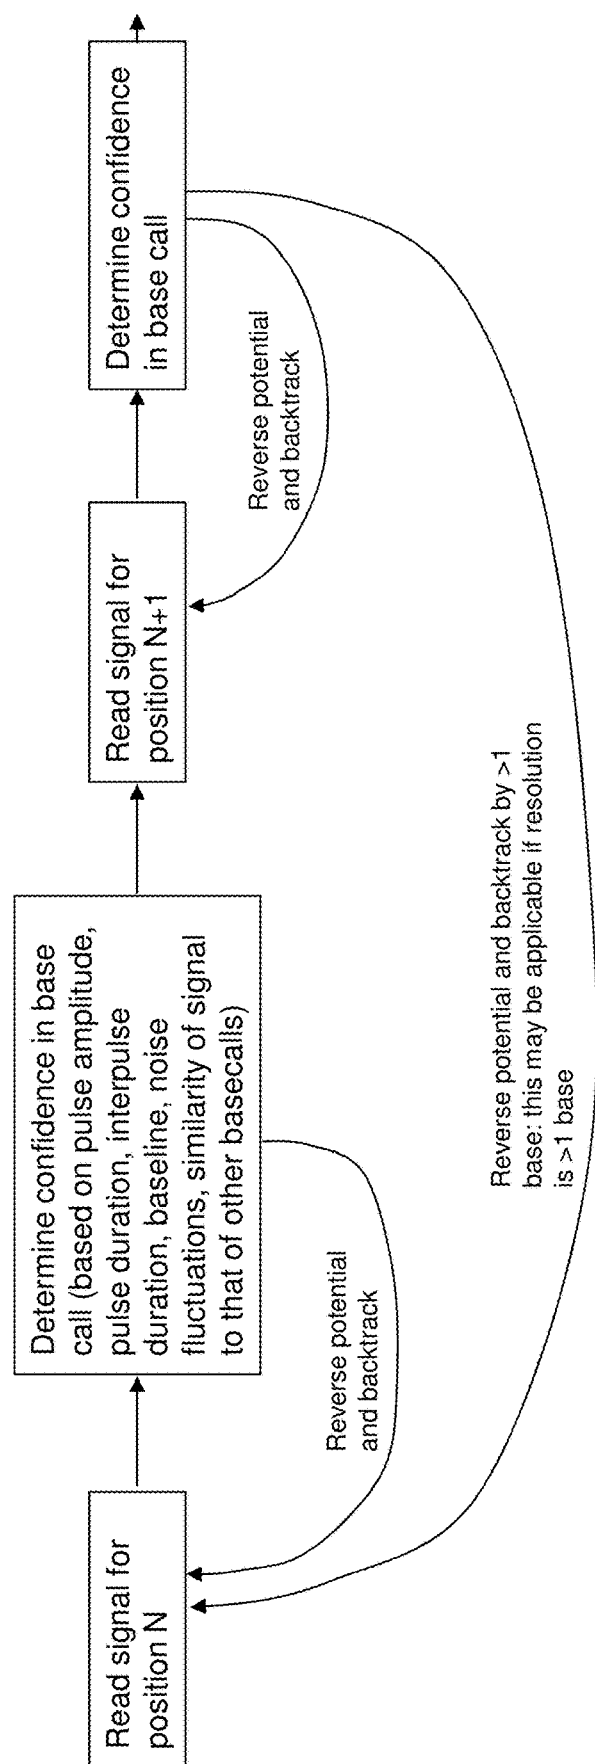 Read signal for
position N
Determine confidence in base
call (based on pulse amplitude,
pulse duration, interpulse
duration, baseline, noise
fluctuations, similarity of signal
to that of other basecalls)
Read signal for
position N+1
Determine confidence
in base call
Reverse potential
and backtrack
Reverse potential
and backtrack
Reverse potential and backtrack by >1
base: this may be applicable if resolution
is >1 base